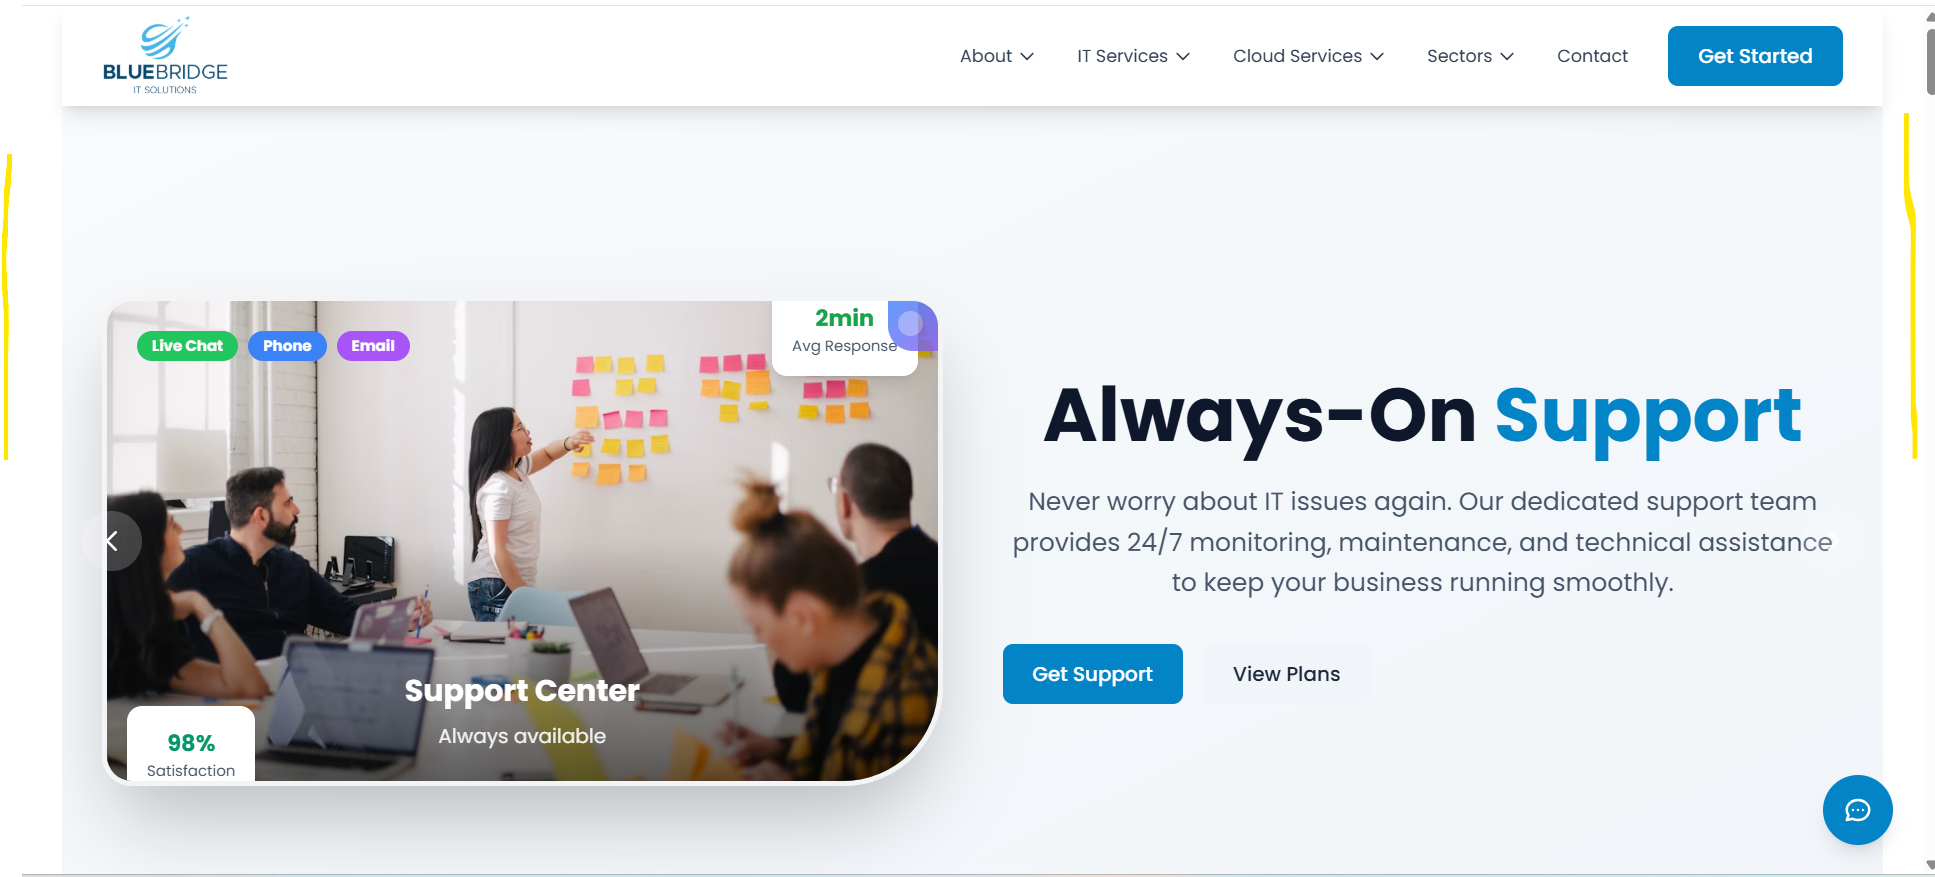 BLUEBRIDGE
IT SOLUTIONS
About
IT Services
Cloud Services
Sectors
Contact
Get Started
Live Chat
Phone
Email
2min
Avg Response
Support Center
Always available
98%
Satisfaction
Always-On Support
Never worry about IT issues again. Our dedicated support team
provides 24/7 monitoring, maintenance, and technical assistance
to keep your business running smoothly.
Get Support
View Plans